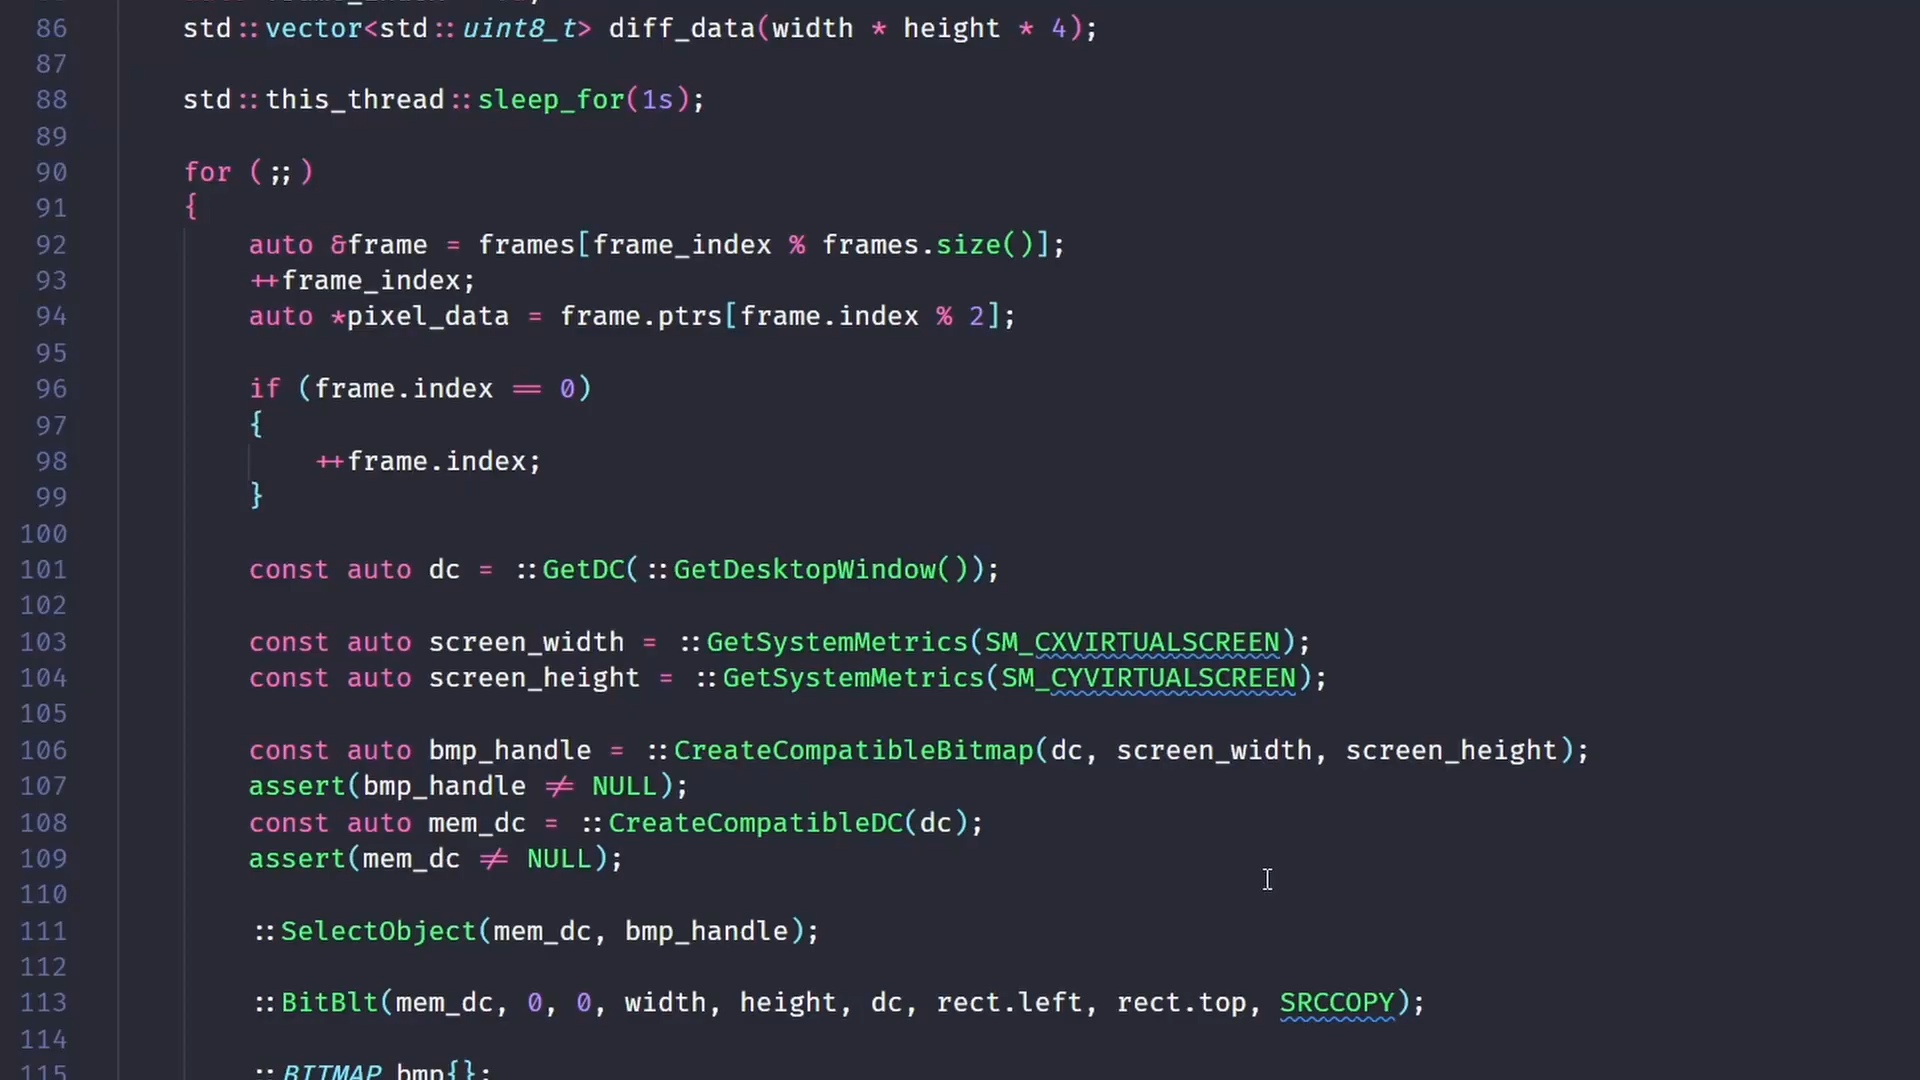 86 std::vector<std::uint8_t> diff_data(width * height * 4);
87
88 std::this_thread::sleep_for(1s);
89
90 for (;;)
91 {
92 auto &frame = frames[frame_index % frames.size()];
93 ++frame_index;
94 auto *pixel_data = frame.ptrs[frame.index % 2];
95
96 if (frame.index == 0)
97 {
98 ++frame.index;
99 }
100
101 const auto dc = ::GetDC(::GetDesktopWindow());
102
103 const auto screen_width = ::GetSystemMetrics(SM_CXVIRTUALSCREEN);
104 const auto screen_height = ::GetSystemMetrics(SM_CYVIRTUALSCREEN);
105
106 const auto bmp_handle = ::CreateCompatibleBitmap(dc, screen_width, screen_height);
107 assert(bmp_handle != NULL);
108 const auto mem_dc = ::CreateCompatibleDC(dc);
109 assert(mem_dc != NULL);
110
111 ::SelectObject(mem_dc, bmp_handle);
112
113 ::BitBlt(mem_dc, 0, 0, width, height, dc, rect.left, rect.top, SRCCOPY);
114
115 ::BITMAP bmp{};